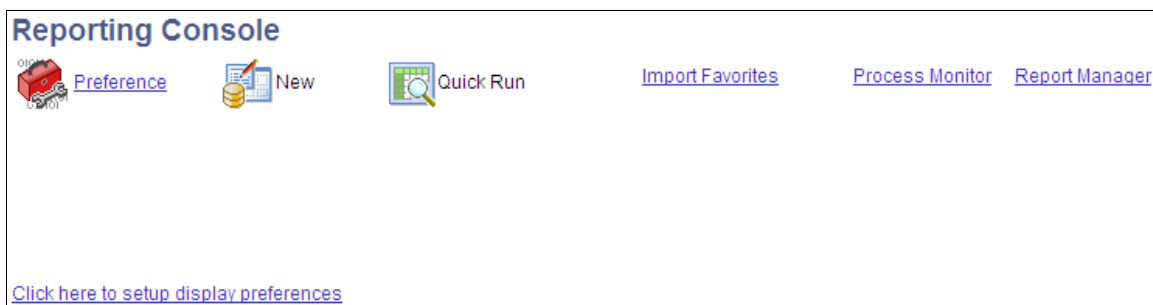 Reporting Console
Preference New Quick Run Import Favorites Process Monitor Report Manager
Click here to setup display preferences